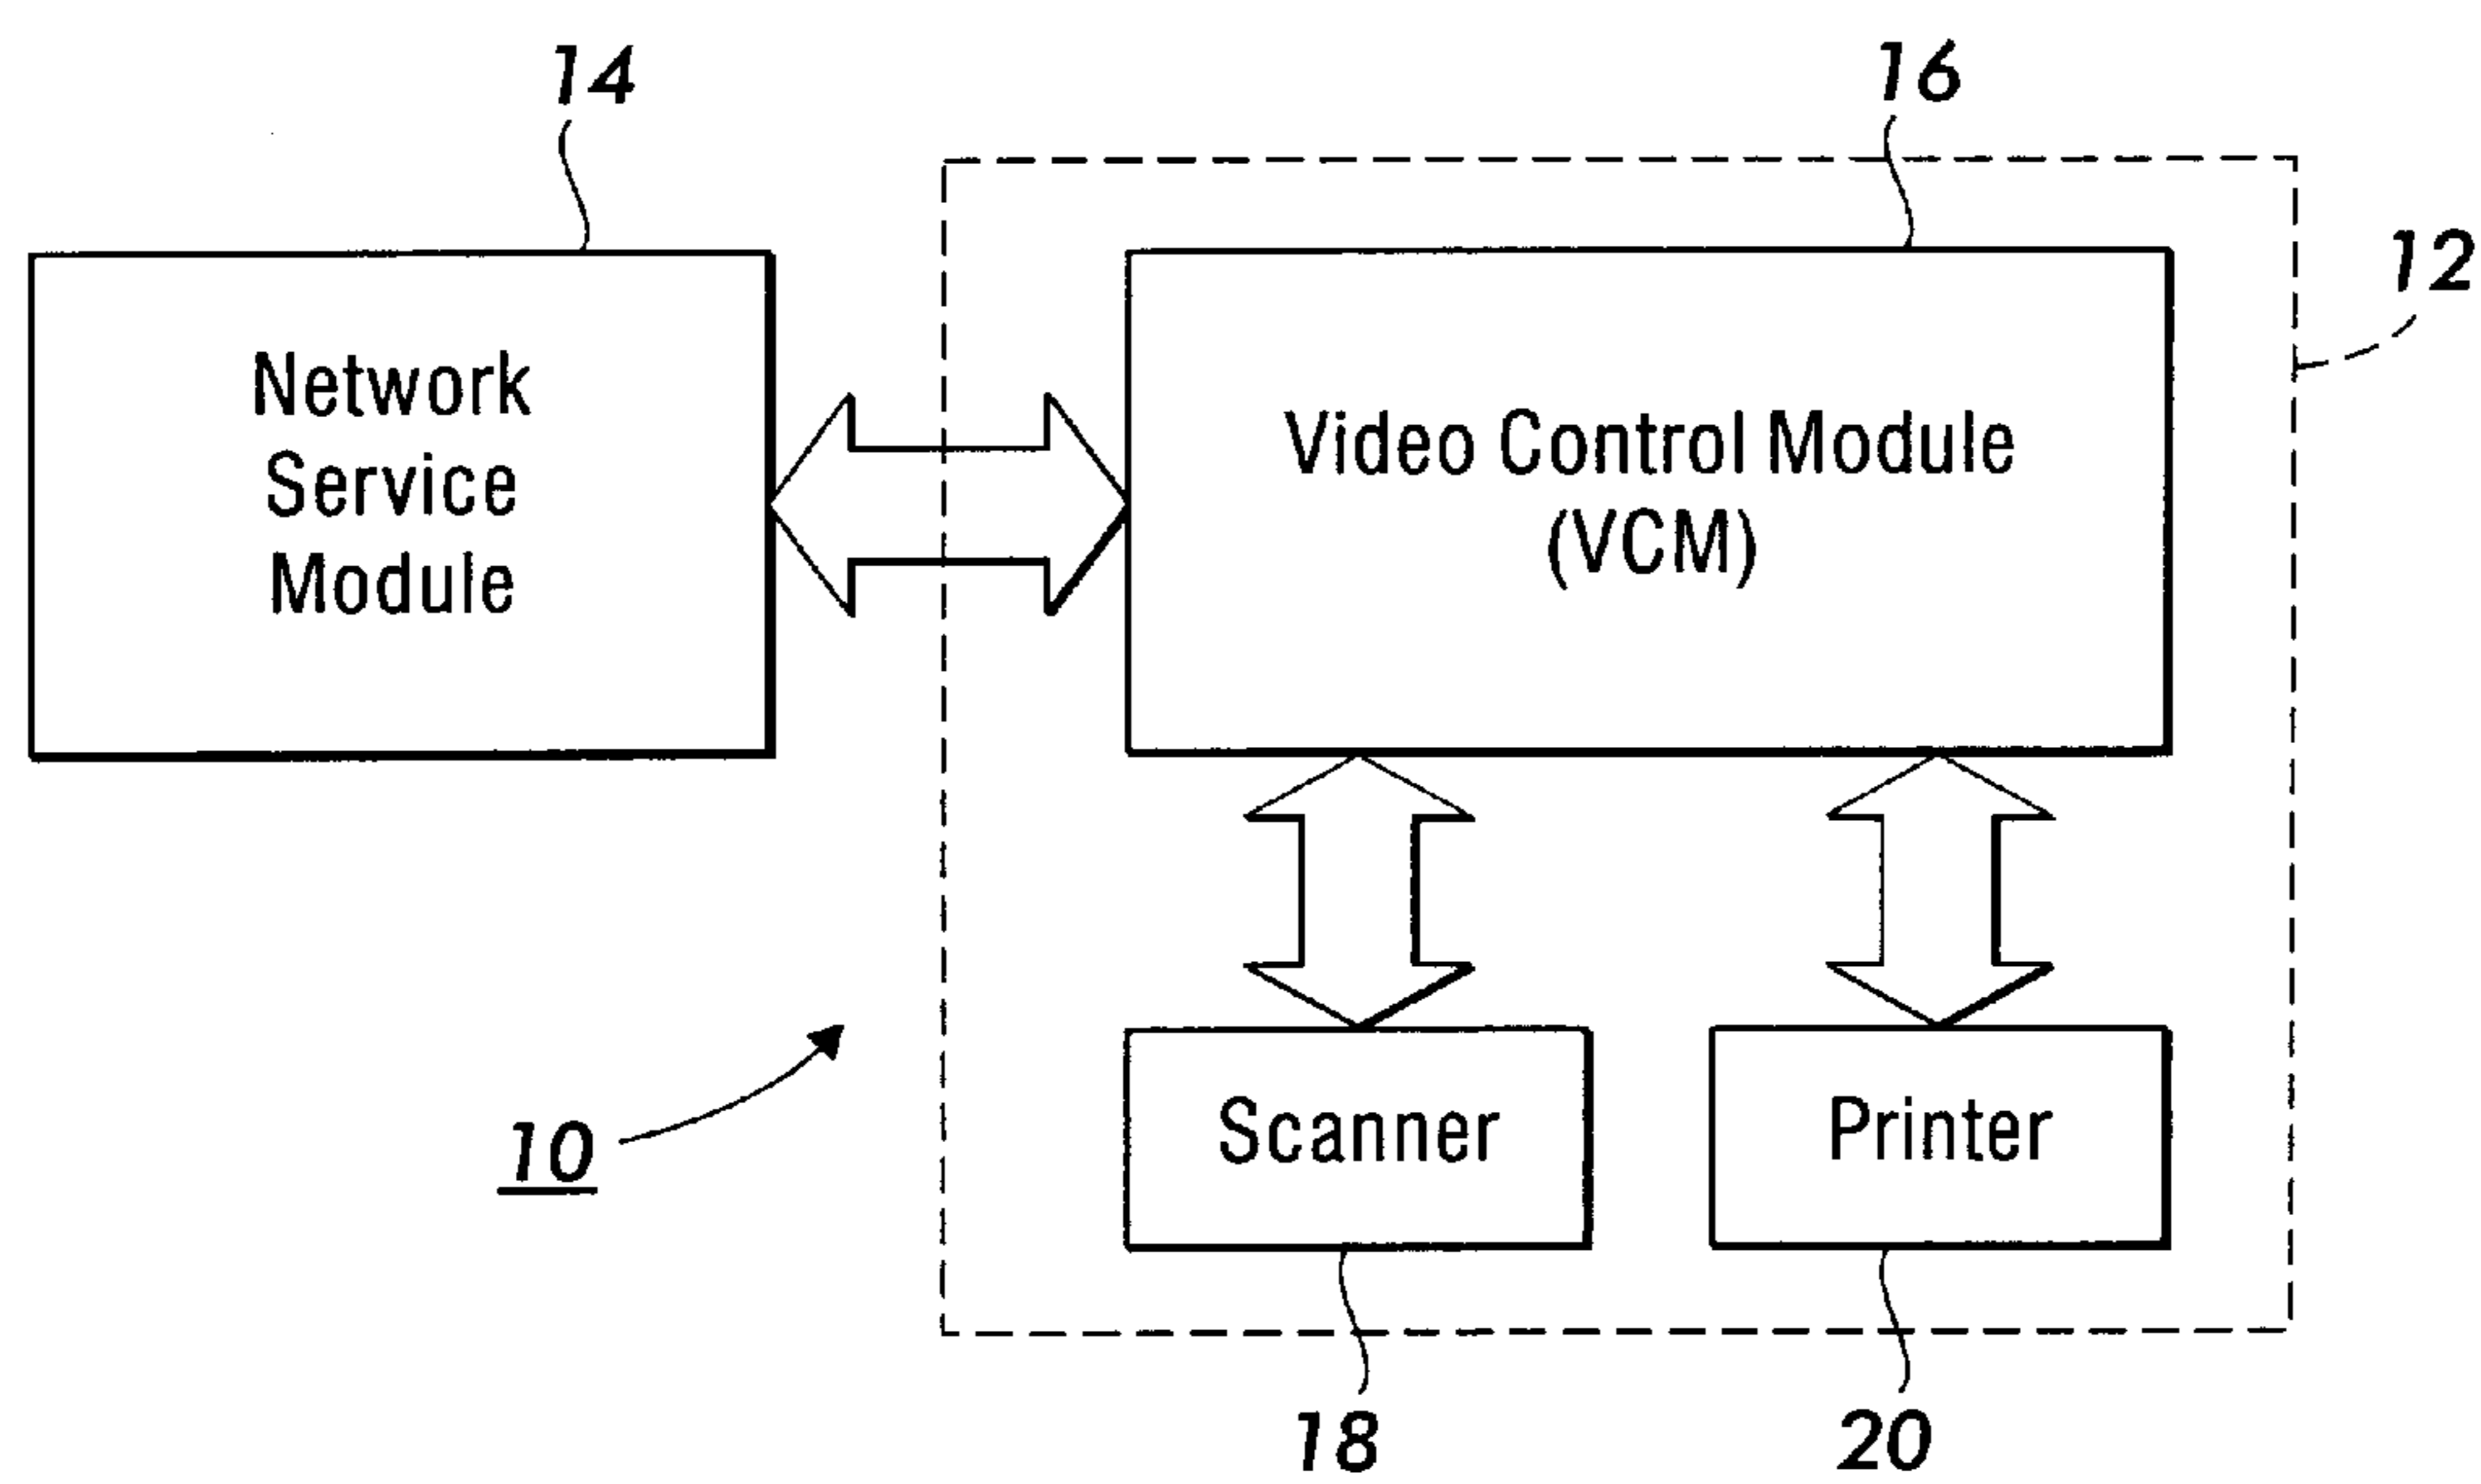 14
16
12
Network
Service
Module
Video Control Module
(VCM)
10
Scanner
Printer
18
20